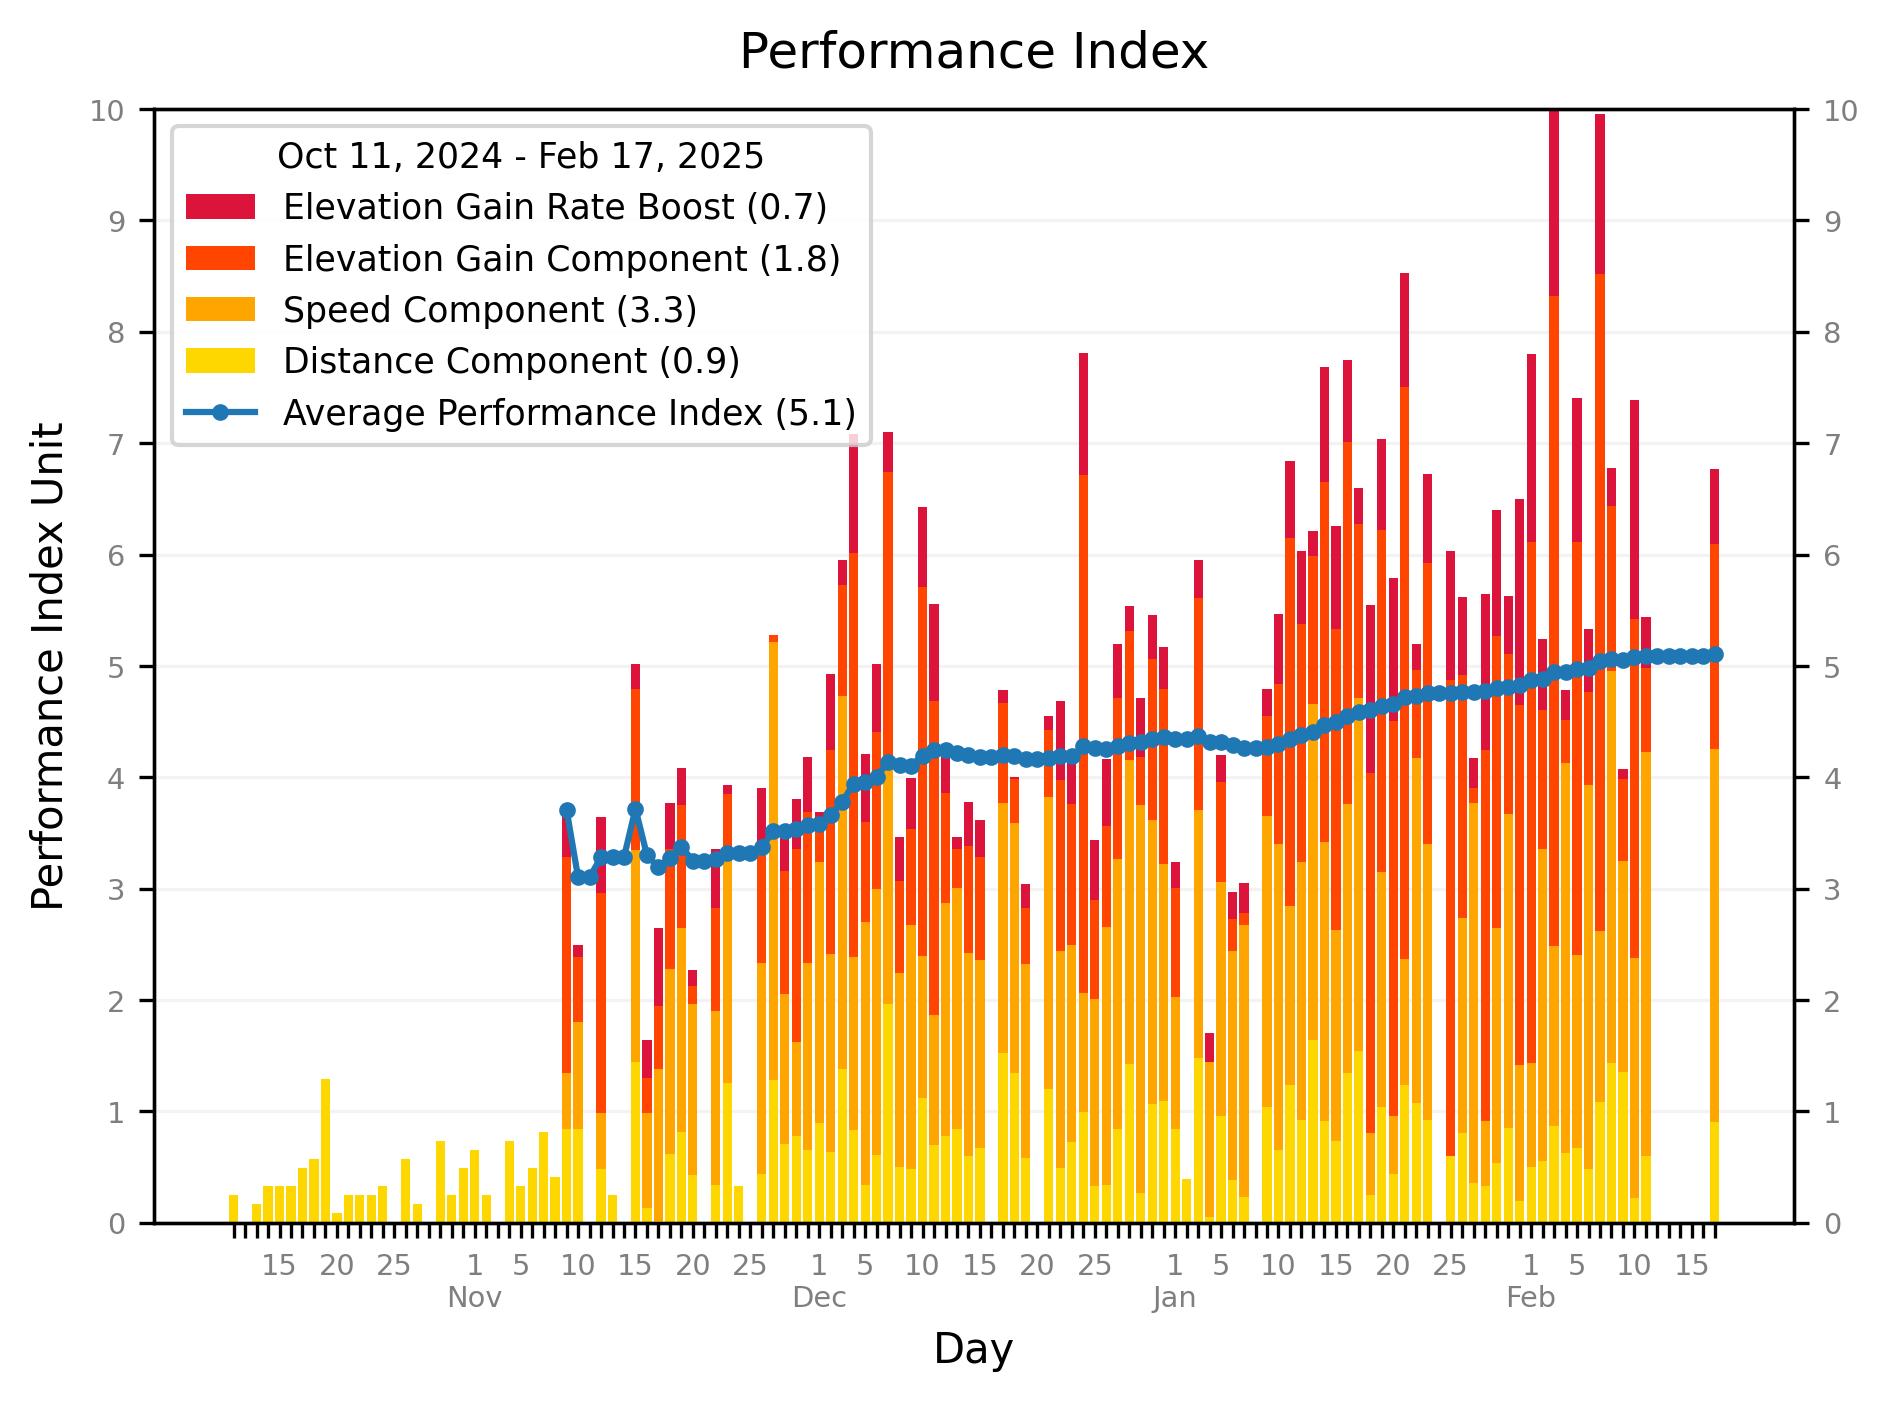 Performance Index
Oct 11, 2024 - Feb 17, 2025
Elevation Gain Rate Boost (0.7)
Elevation Gain Component (1.8)
Speed Component (3.3)
Distance Component (0.9)
Average Performance Index (5.1)
Performance Index Unit
10
9
8
7
6
5
4
3
2
1
0
10
9
8
7
6
5
4
3
2
1
0
15 20 25 1 5 10 15 20 25 1 5 10 15 20 25 1 5 10 15 20 25 1 5 10 15
Nov Dec Jan Feb
Day